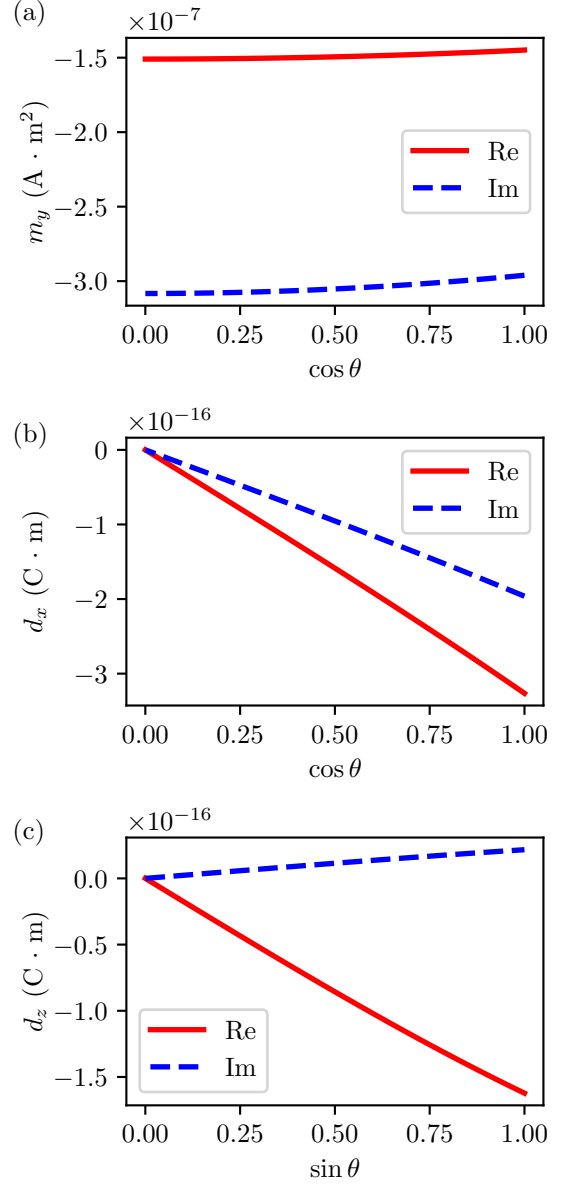 (a)
×10⁻⁷
−1.5
−2.0
−2.5
−3.0
m_y (A · m²)
Re
Im
0.00 0.25 0.50 0.75 1.00
cos θ
(b)
×10⁻¹⁶
0
−1
−2
−3
d_x (C · m)
Re
Im
0.00 0.25 0.50 0.75 1.00
cos θ
(c)
×10⁻¹⁶
0.0
−0.5
−1.0
−1.5
d_z (C · m)
Re
Im
0.00 0.25 0.50 0.75 1.00
sin θ